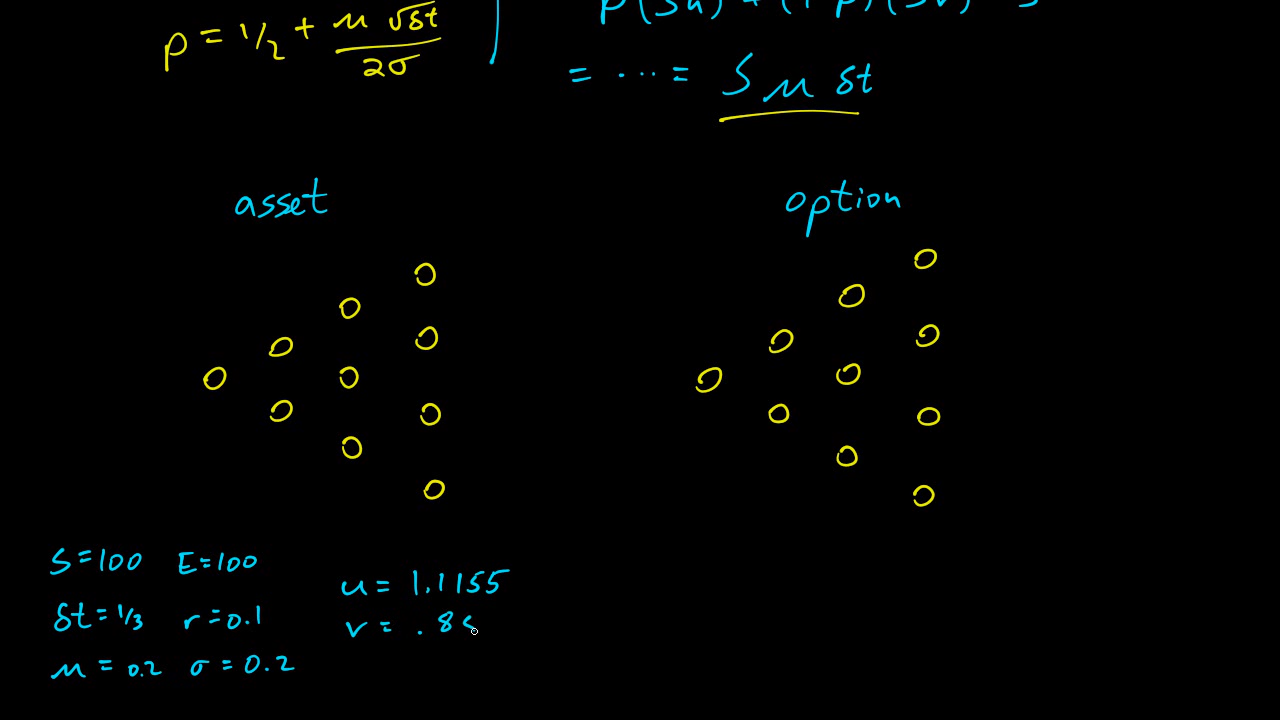 p = 1/2 + μ √δt / 2σ
= ... = S μ δt
asset
option
S = 100 E = 100
δt = 1/3 r = 0.1
μ = 0.2 σ = 0.2
u = 1.1155
v = .8